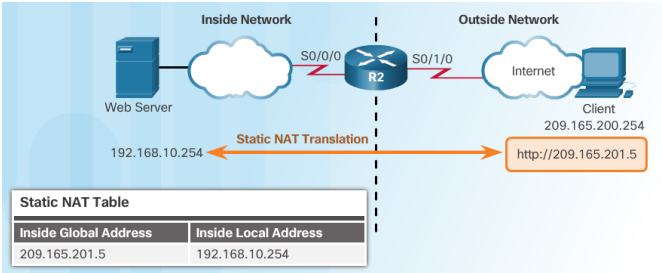 Inside Network
Outside Network
S0/0/0
S0/1/0
R2
Internet
Web Server
Client
209.165.200.254
Static NAT Translation
192.168.10.254
http://209.165.201.5
Static NAT Table
Inside Global Address Inside Local Address
209.165.201.5 192.168.10.254